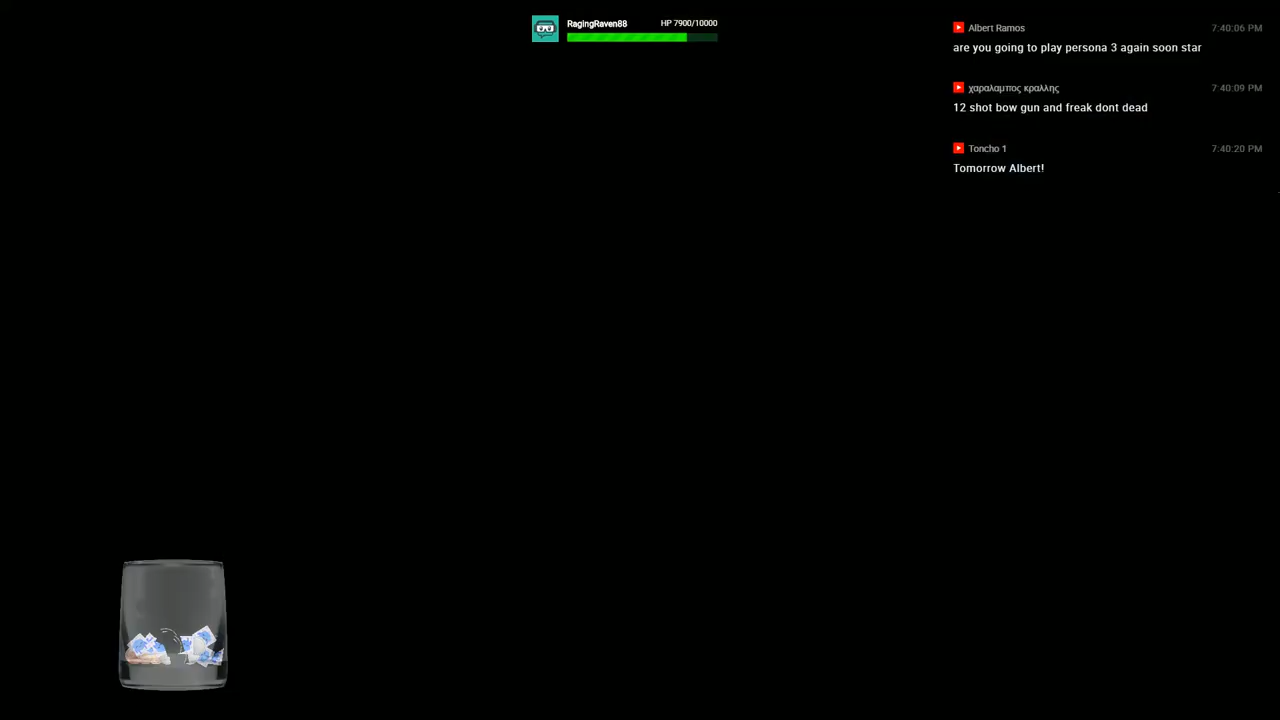 RagingRaven88 HP 7900/10000
Albert Ramos 7:40:06 PM
are you going to play persona 3 again soon star
χαραλαμπος κραλλης 7:40:09 PM
12 shot bow gun and freak dont dead
Toncho 1 7:40:20 PM
Tomorrow Albert!